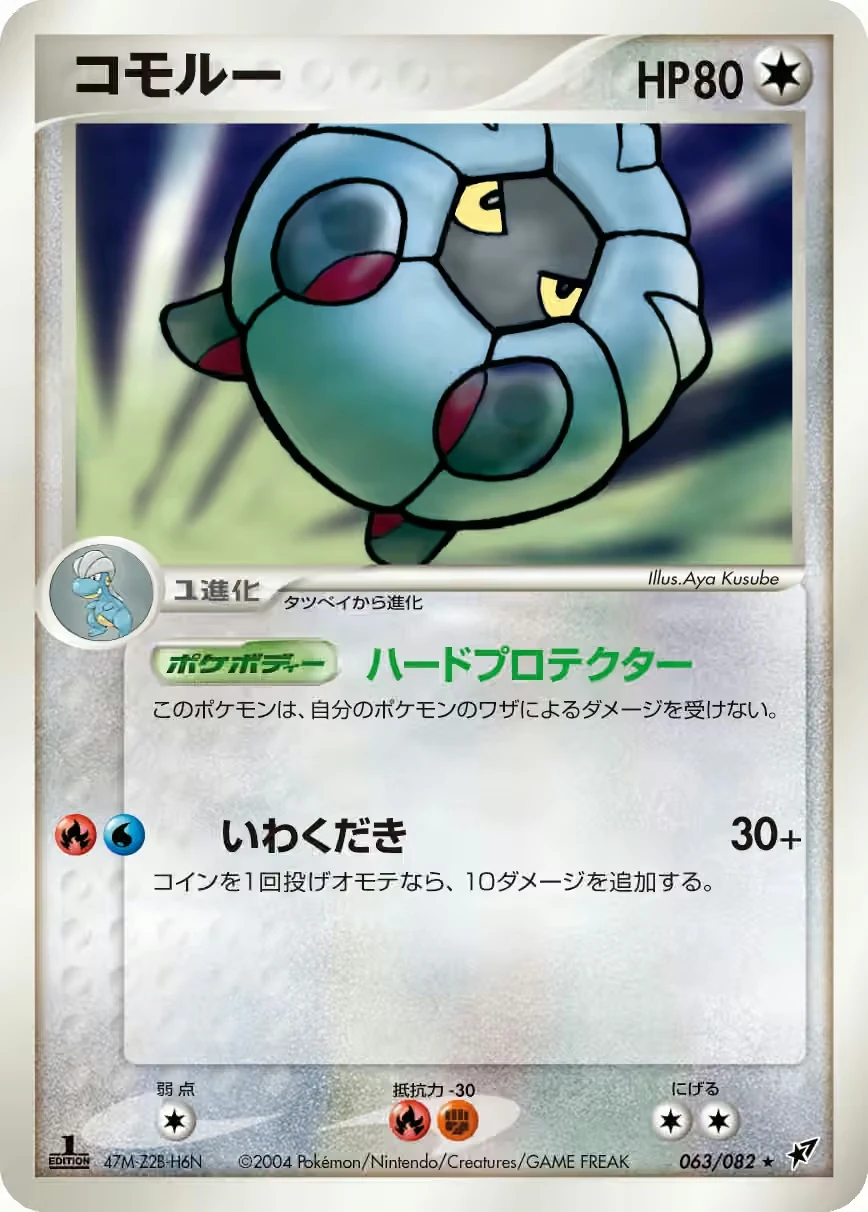 コモルー
HP80
Illus.Aya Kusube
1進化
タツベイから進化
ポケボディー ハードプロテクター
このポケモンは、自分のポケモンのワザによるダメージを受けない。
いわくだき 30+
コインを1回投げオモテなら、10ダメージを追加する。
弱点 抵抗力 -30 にげる
1 EDITION 47M-Z2B-H6N ©2004 Pokémon/Nintendo/Creatures/GAME FREAK 063/082 ★